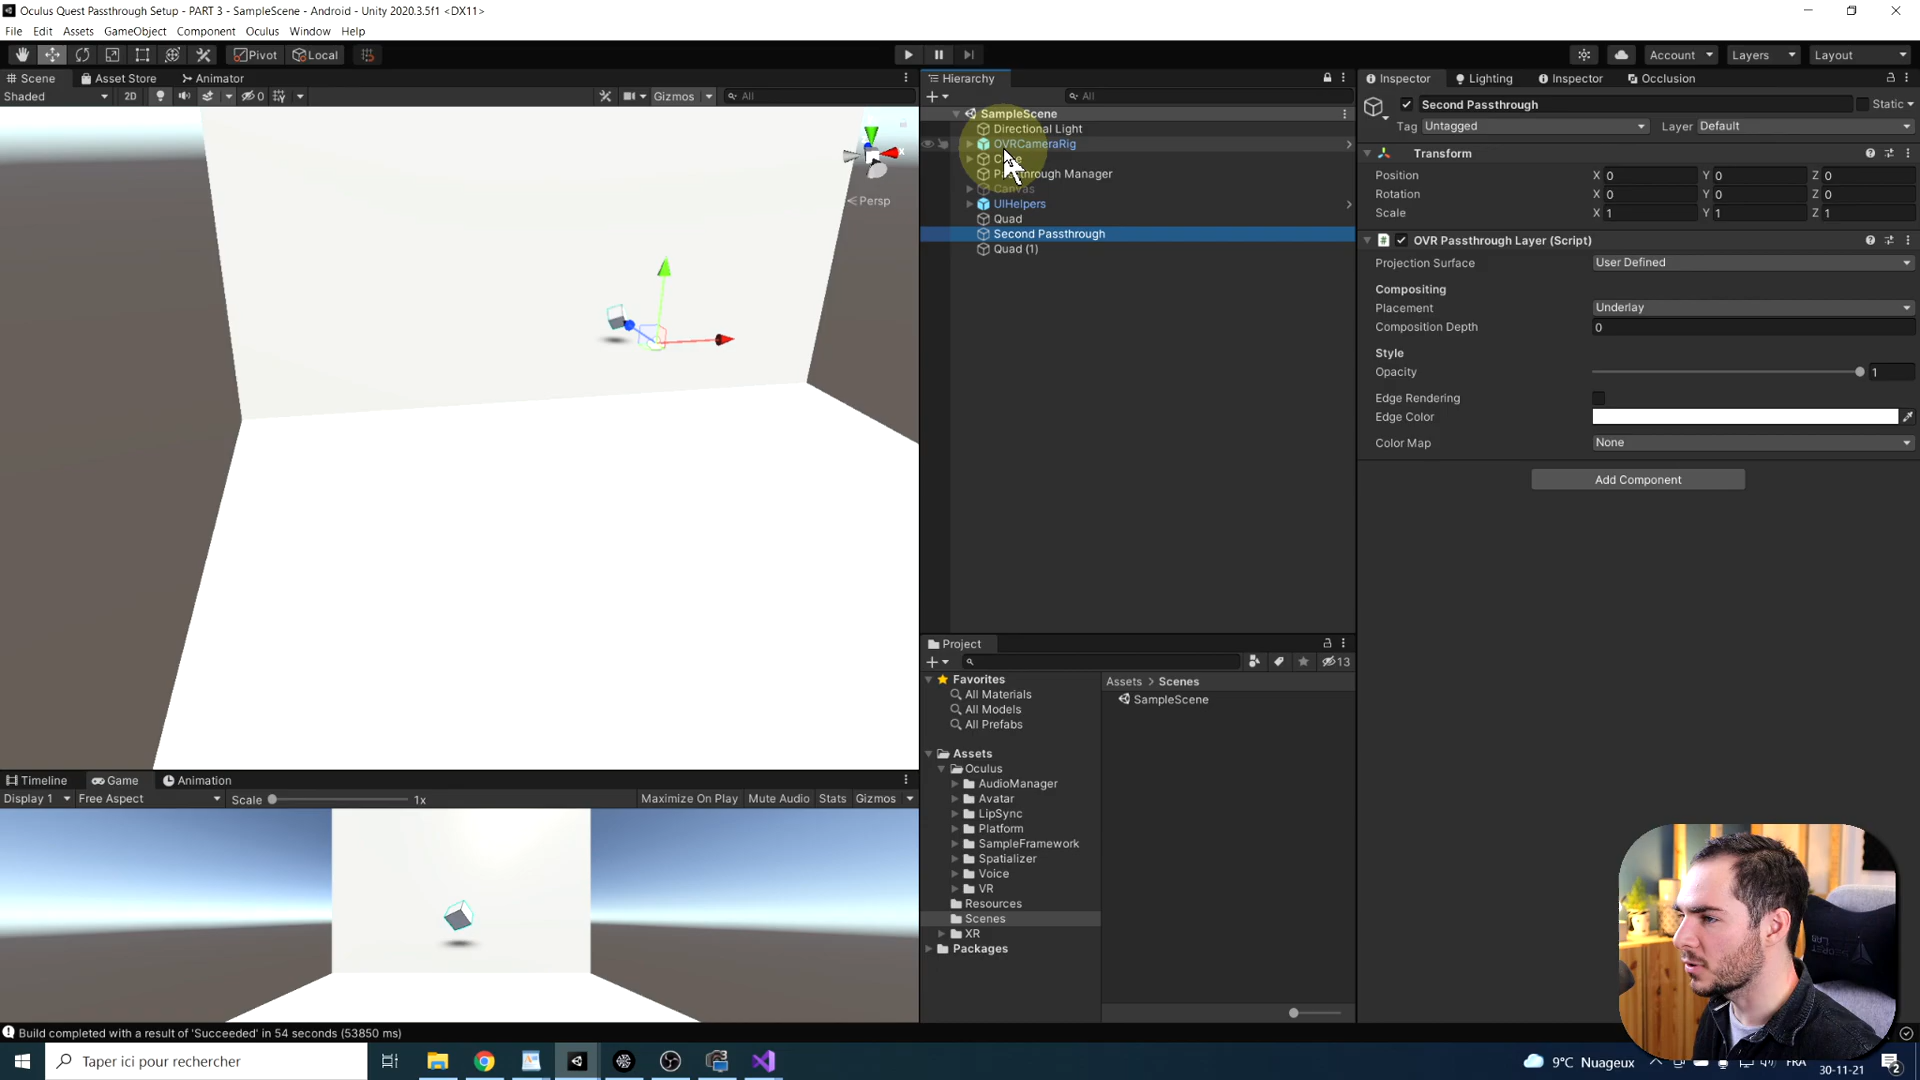 Oculus Quest Passthrough Setup - PART 3 - SampleScene - Android - Unity 2020.3.5f1 <DX11>
File Edit Assets GameObject Component Oculus Window Help
Pivot Local Account Layers Layout
Scene Asset Store Animator
Shaded 2D 0 Gizmos All
Persp
Hierarchy
All
SampleScene
Directional Light
OVRCameraRig
Passthrough Manager
Canvas
UIHelpers
Quad
Second Passthrough
Quad (1)
Inspector Lighting Inspector Occlusion
Second Passthrough Static
Tag Untagged Layer Default
Transform
Position X 0 Y 0 Z 0
Rotation X 0 Y 0 Z 0
Scale X 1 Y 1 Z 1
OVR Passthrough Layer (Script)
Projection Surface User Defined
Compositing
Placement Underlay
Composition Depth 0
Style
Opacity 1
Edge Rendering
Edge Color
Color Map None
Add Component
Project
13
Favorites
All Materials
All Models
All Prefabs
Assets
Oculus
AudioManager
Avatar
LipSync
Platform
SampleFramework
Spatializer
Voice
VR
Resources
Scenes
XR
Packages
Assets > Scenes
SampleScene
Timeline Game Animation
Display 1 Free Aspect Scale 1x Maximize On Play Mute Audio Stats Gizmos
Build completed with a result of 'Succeeded' in 54 seconds (53850 ms)
Taper ici pour rechercher
9°C Nuageux
FRA
30-11-21
2